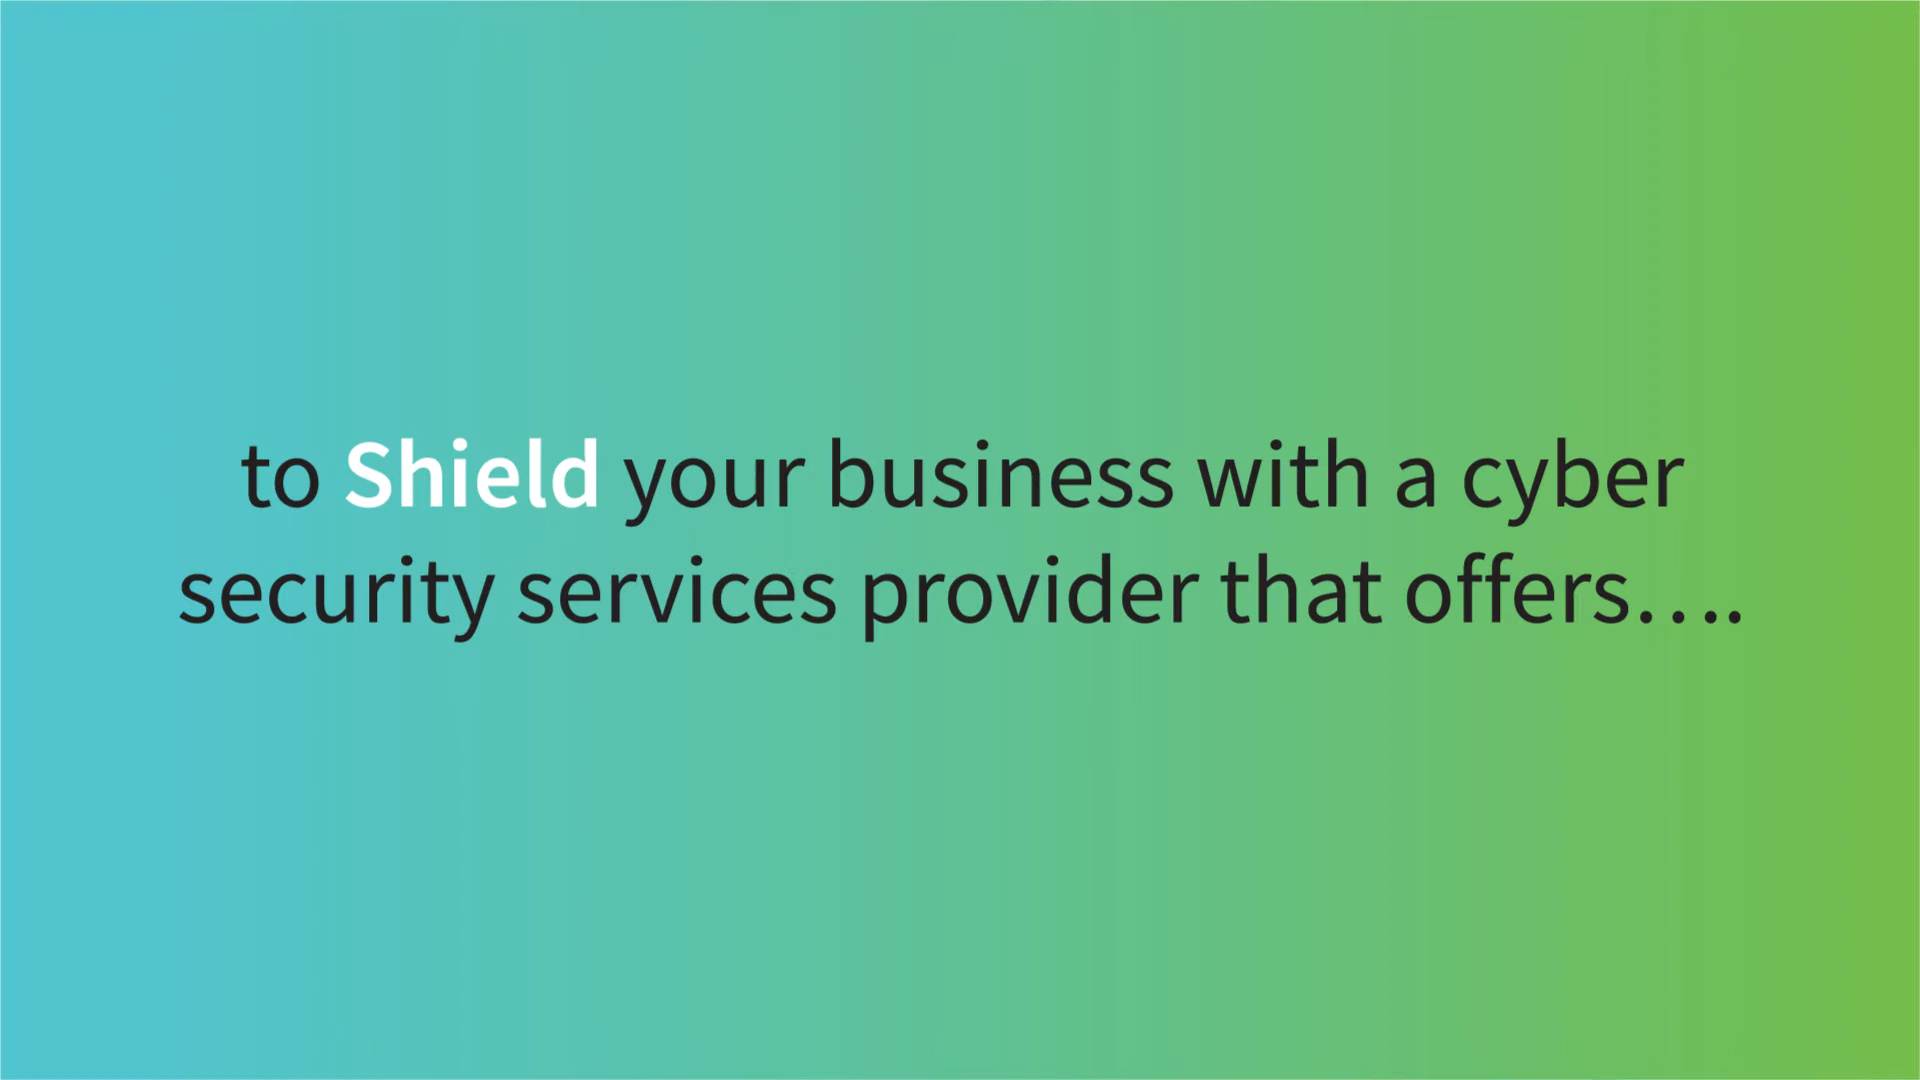 to Shield your business with a cyber
security services provider that offers….